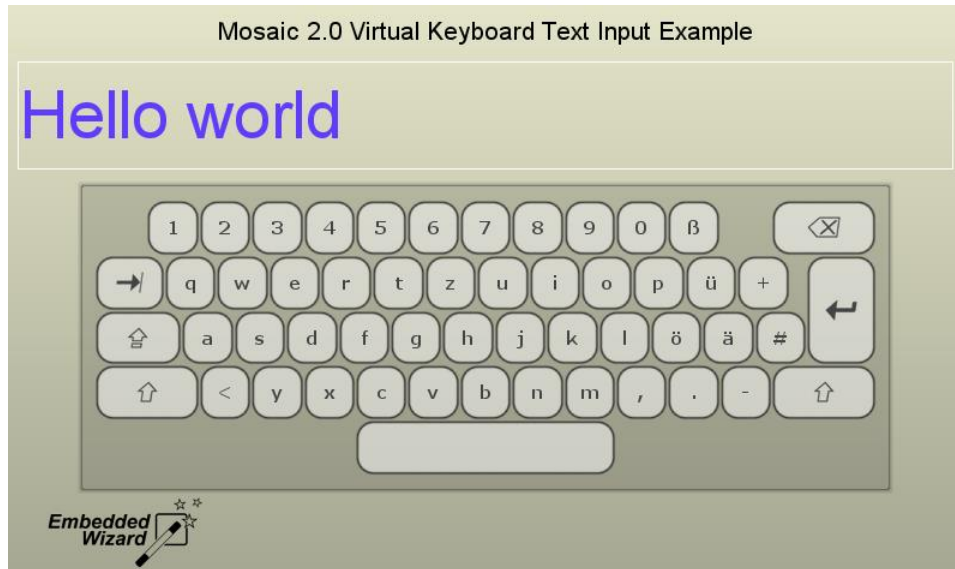 Mosaic 2.0 Virtual Keyboard Text Input Example
Hello world
1 2 3 4 5 6 7 8 9 0 ß
q w e r t z u i o p ü +
a s d f g h j k l ö ä #
< y x c v b n m , . -
Embedded
Wizard